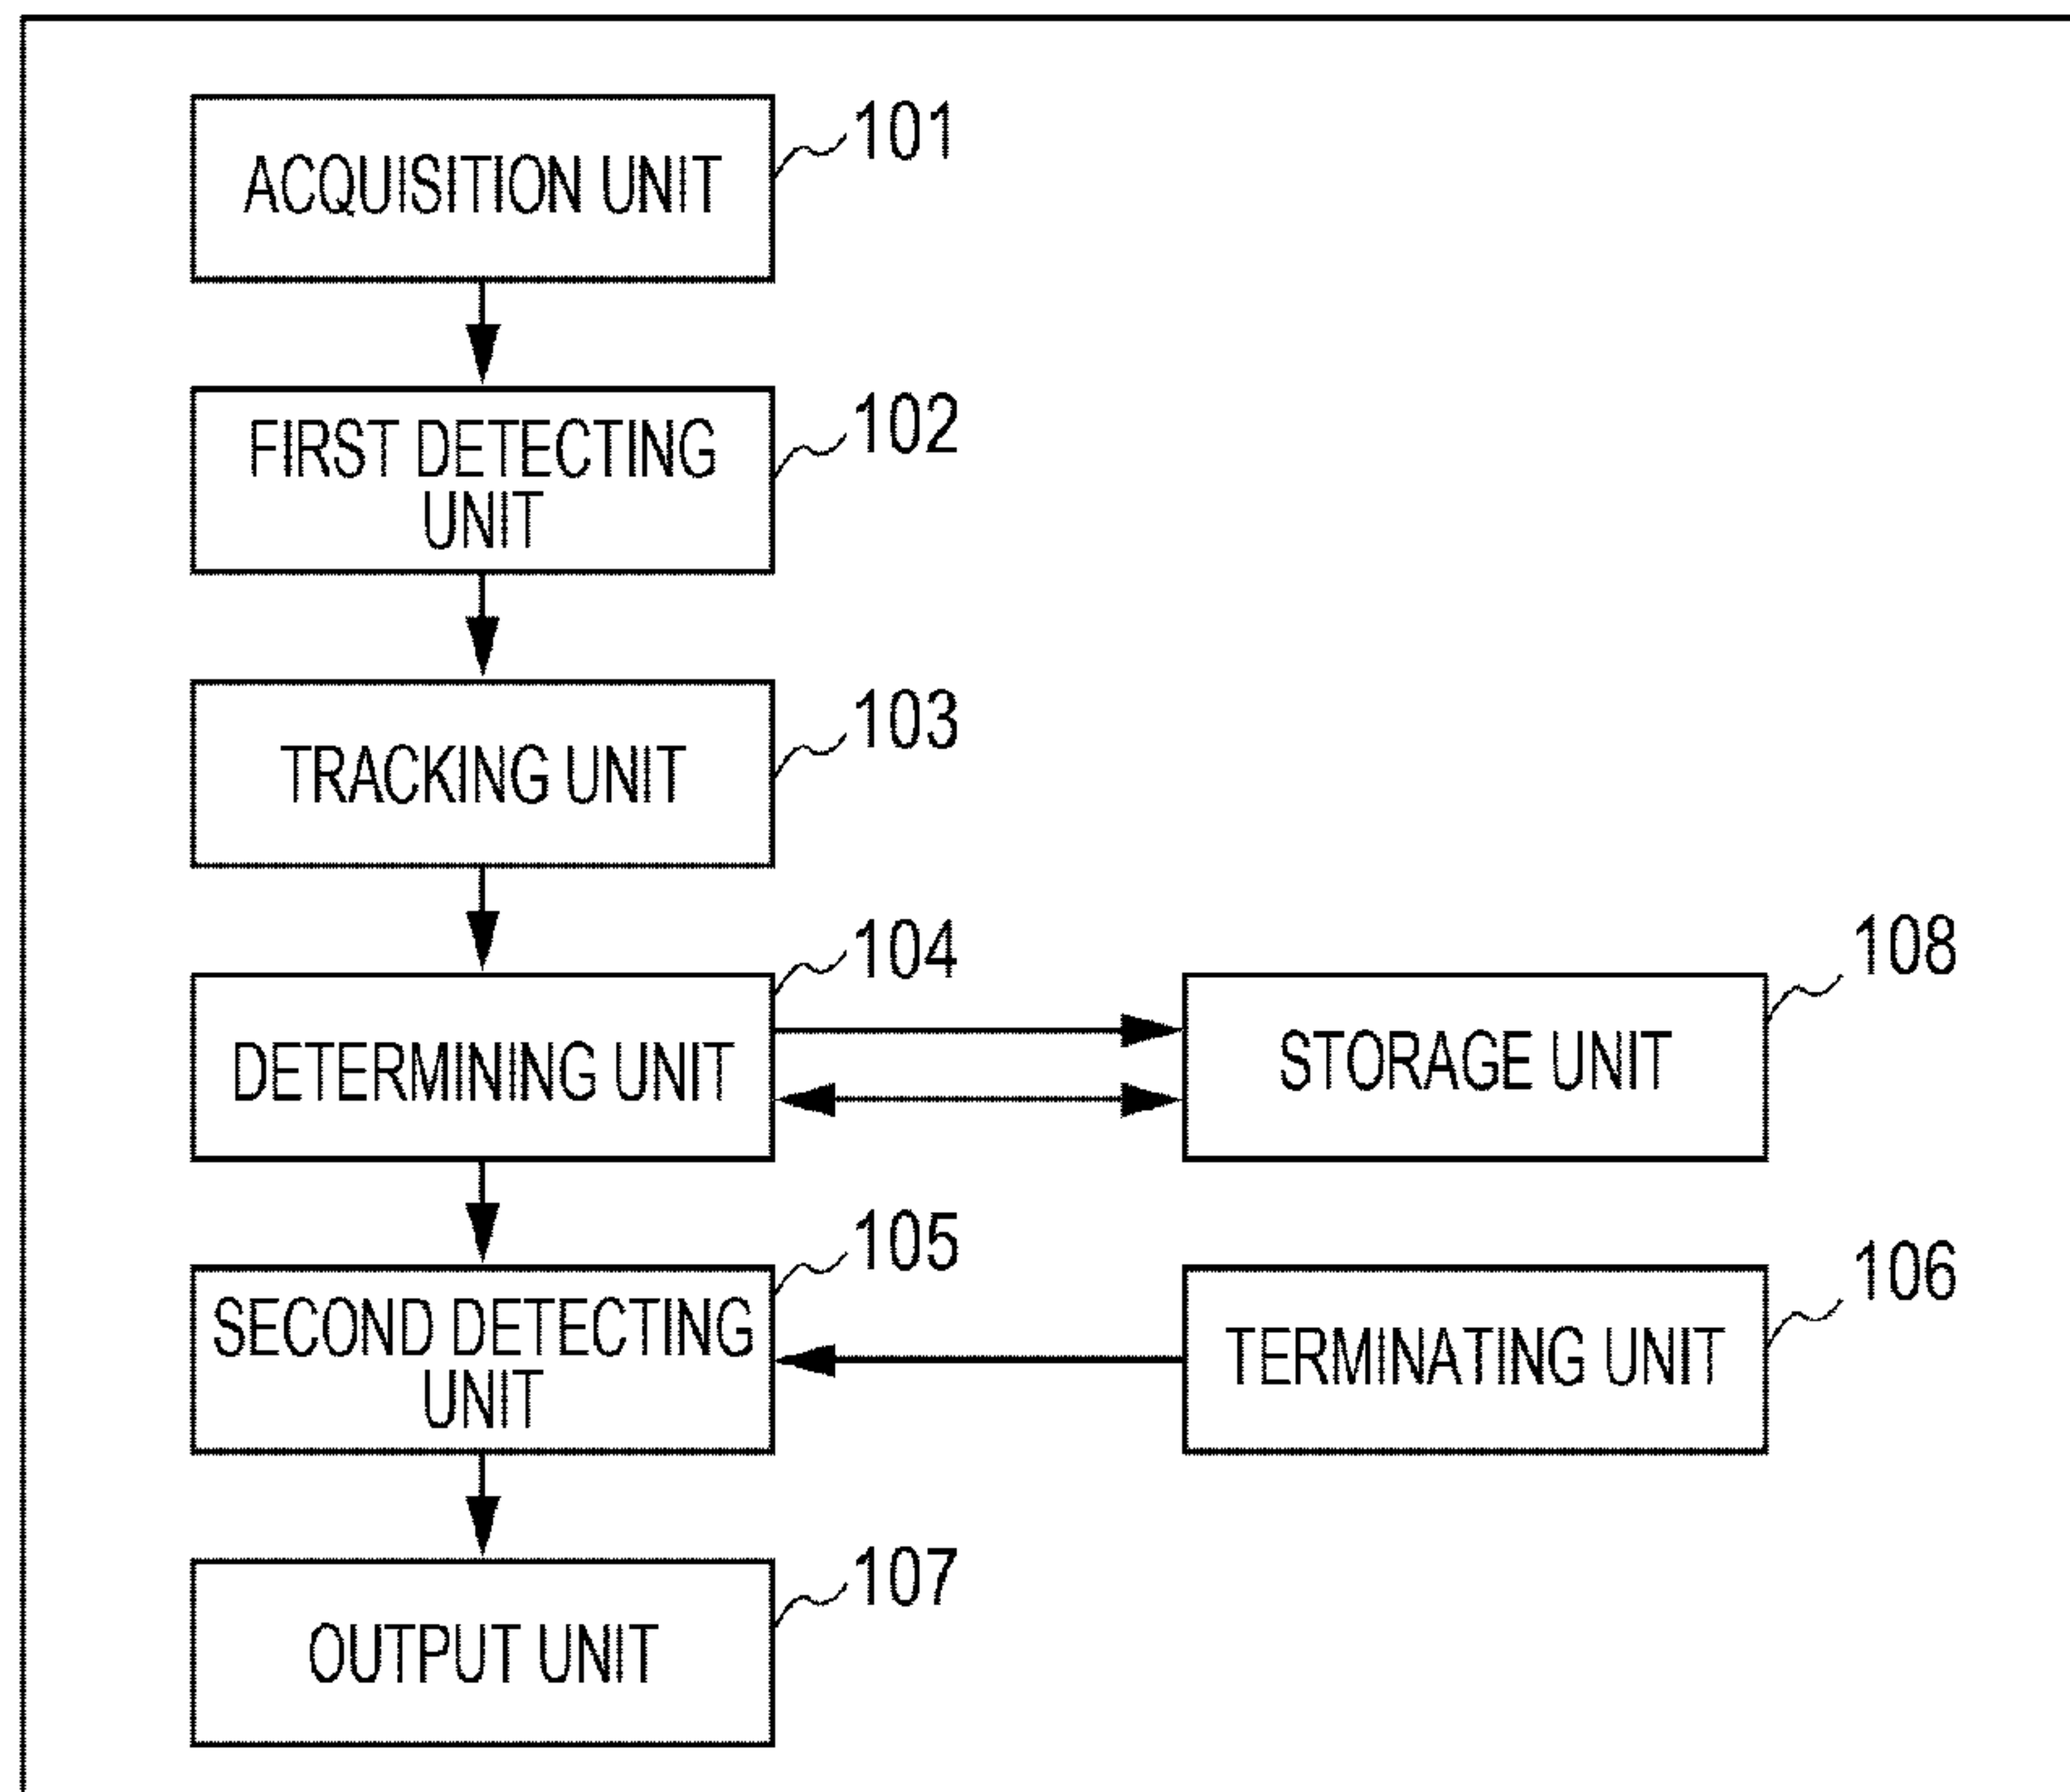 ACQUISITION UNIT
101
FIRST DETECTING
UNIT
102
TRACKING UNIT
103
DETERMINING UNIT
104
STORAGE UNIT
108
SECOND DETECTING
UNIT
105
TERMINATING UNIT
106
OUTPUT UNIT
107